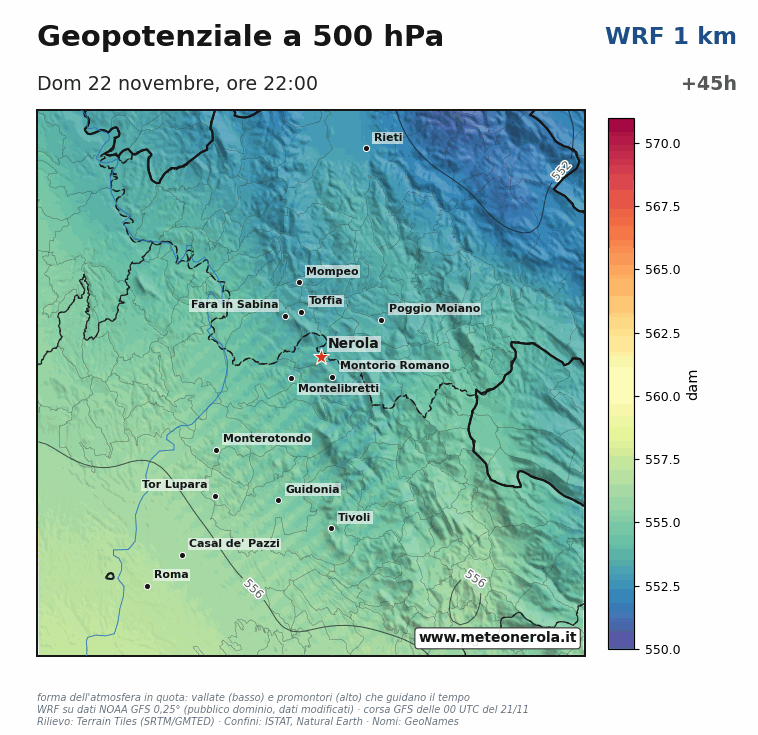 Geopotenziale a 500 hPa
WRF 1 km
Dom 22 novembre, ore 22:00
+45h
Rieti
552
Mompeo
Toffia
Fara in Sabina
Poggio Moiano
Nerola
Montorio Romano
Montelibretti
Monterotondo
Tor Lupara
Guidonia
Tivoli
Casal de' Pazzi
Roma
556
556
www.meteonerola.it
570.0
567.5
565.0
562.5
560.0
557.5
555.0
552.5
550.0
dam
forma dell'atmosfera in quota: vallate (basso) e promontori (alto) che guidano il tempo
WRF su dati NOAA GFS 0,25° (pubblico dominio, dati modificati) · corsa GFS delle 00 UTC del 21/11
Rilievo: Terrain Tiles (SRTM/GMTED) · Confini: ISTAT, Natural Earth · Nomi: GeoNames